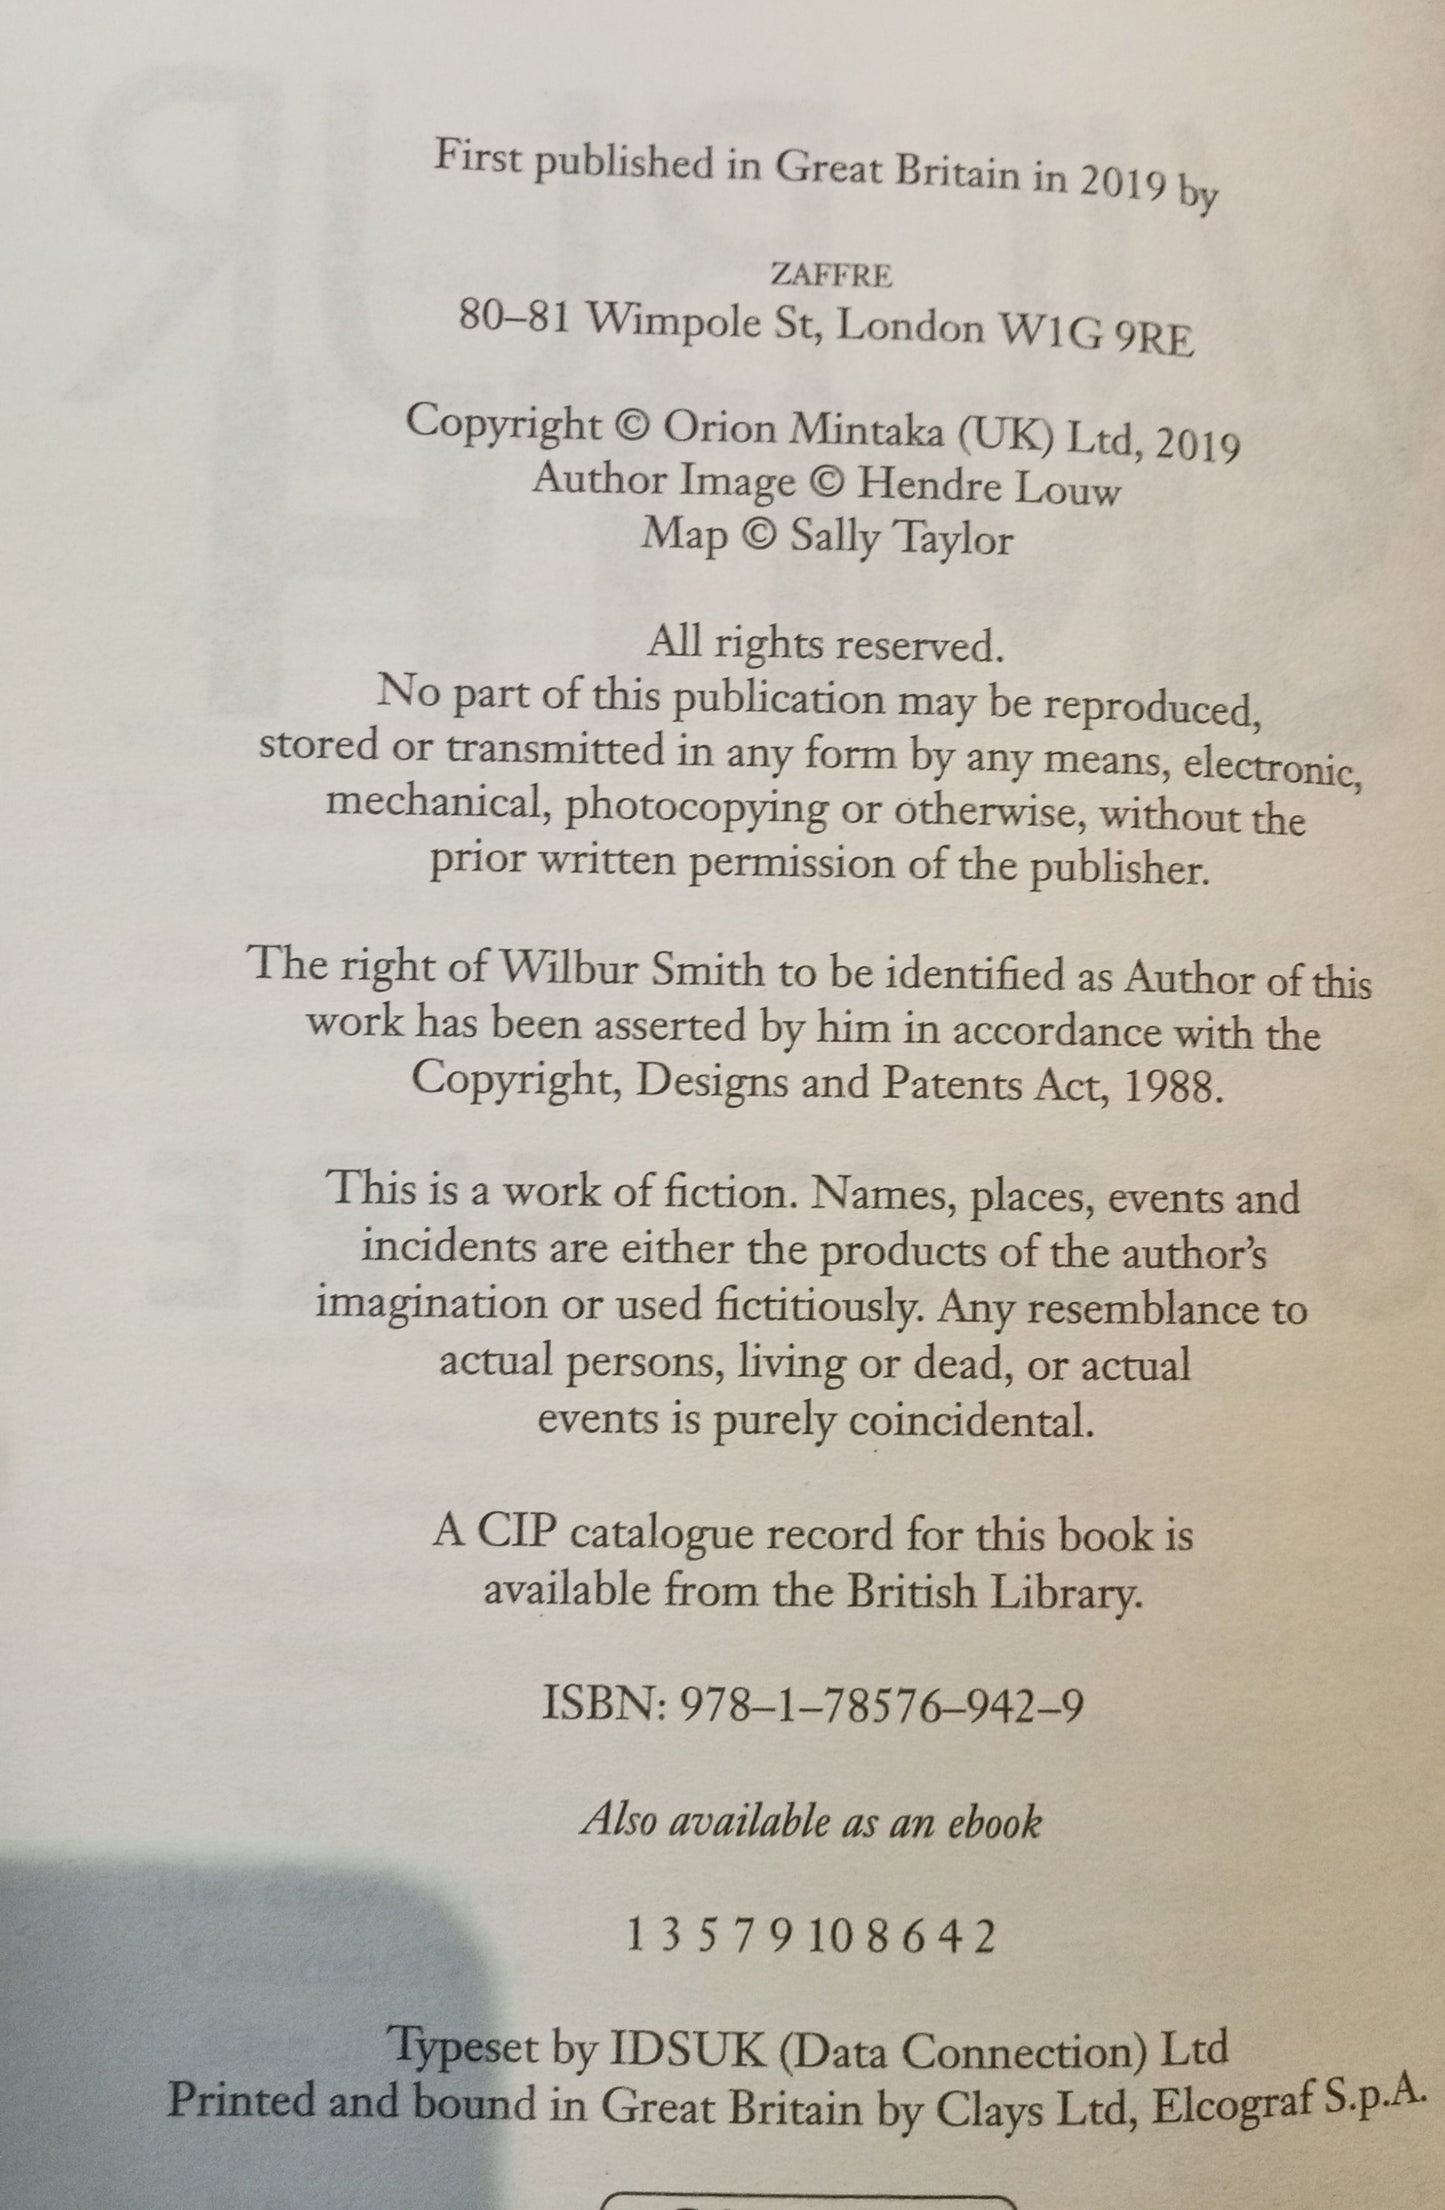 First published in Great Britain in 2019 by
ZAFFRE
80–81 Wimpole St, London W1G 9RE
Copyright © Orion Mintaka (UK) Ltd, 2019
Author Image © Hendre Louw
Map © Sally Taylor
All rights reserved.
No part of this publication may be reproduced,
stored or transmitted in any form by any means, electronic,
mechanical, photocopying or otherwise, without the
prior written permission of the publisher.
The right of Wilbur Smith to be identified as Author of this
work has been asserted by him in accordance with the
Copyright, Designs and Patents Act, 1988.
This is a work of fiction. Names, places, events and
incidents are either the products of the author’s
imagination or used fictitiously. Any resemblance to
actual persons, living or dead, or actual
events is purely coincidental.
A CIP catalogue record for this book is
available from the British Library.
ISBN: 978–1–78576–942–9
Also available as an ebook
1 3 5 7 9 10 8 6 4 2
Typeset by IDSUK (Data Connection) Ltd
Printed and bound in Great Britain by Clays Ltd, Elcograf S.p.A.